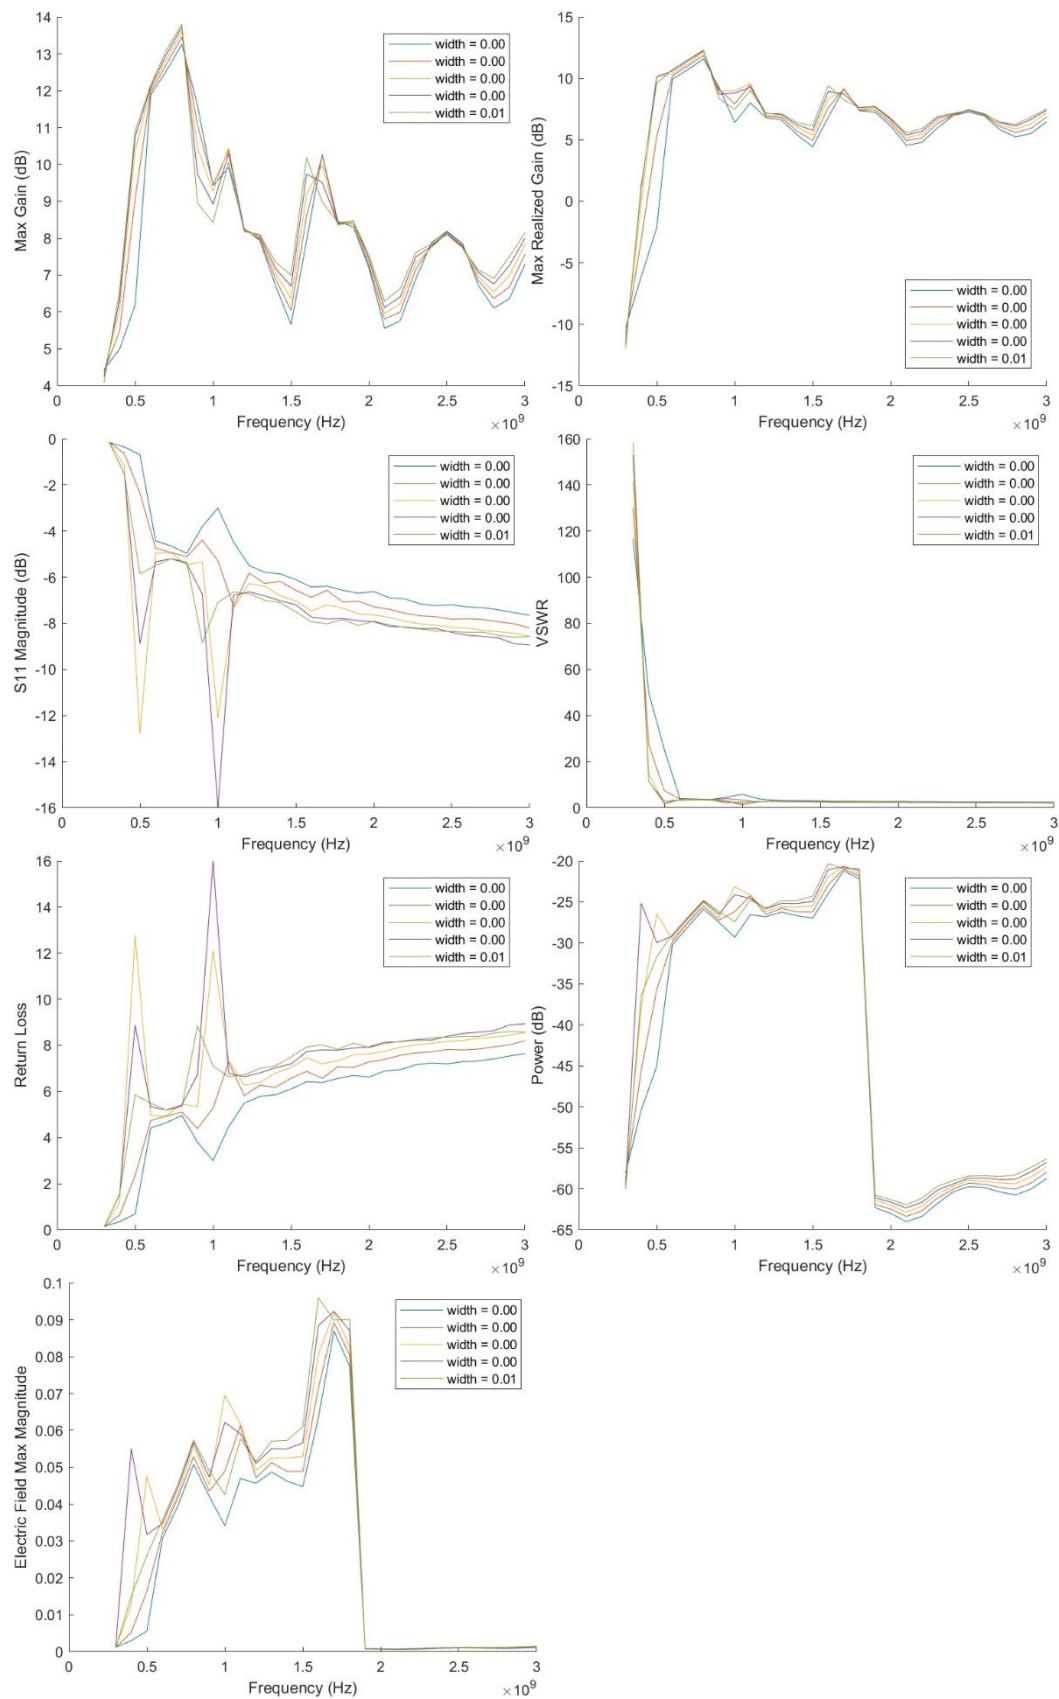 Max Gain (dB)
14
13
12
11
10
9
8
7
6
5
4
0 0.5 1 1.5 2 2.5 3
Frequency (Hz) ×10⁹
width = 0.00
width = 0.00
width = 0.00
width = 0.00
width = 0.01
Max Realized Gain (dB)
15
10
5
0
-5
-10
-15
0 0.5 1 1.5 2 2.5 3
Frequency (Hz) ×10⁹
width = 0.00
width = 0.00
width = 0.00
width = 0.00
width = 0.01
S11 Magnitude (dB)
0
-2
-4
-6
-8
-10
-12
-14
-16
0 0.5 1 1.5 2 2.5 3
Frequency (Hz) ×10⁹
width = 0.00
width = 0.00
width = 0.00
width = 0.00
width = 0.01
VSWR
160
140
120
100
80
60
40
20
0
0 0.5 1 1.5 2 2.5 3
Frequency (Hz) ×10⁹
width = 0.00
width = 0.00
width = 0.00
width = 0.00
width = 0.01
Return Loss
16
14
12
10
8
6
4
2
0
0 0.5 1 1.5 2 2.5 3
Frequency (Hz) ×10⁹
width = 0.00
width = 0.00
width = 0.00
width = 0.00
width = 0.01
Power (dB)
-20
-25
-30
-35
-40
-45
-50
-55
-60
-65
0 0.5 1 1.5 2 2.5 3
Frequency (Hz) ×10⁹
width = 0.00
width = 0.00
width = 0.00
width = 0.00
width = 0.01
Electric Field Max Magnitude
0.1
0.09
0.08
0.07
0.06
0.05
0.04
0.03
0.02
0.01
0
0 0.5 1 1.5 2 2.5 3
Frequency (Hz) ×10⁹
width = 0.00
width = 0.00
width = 0.00
width = 0.00
width = 0.01